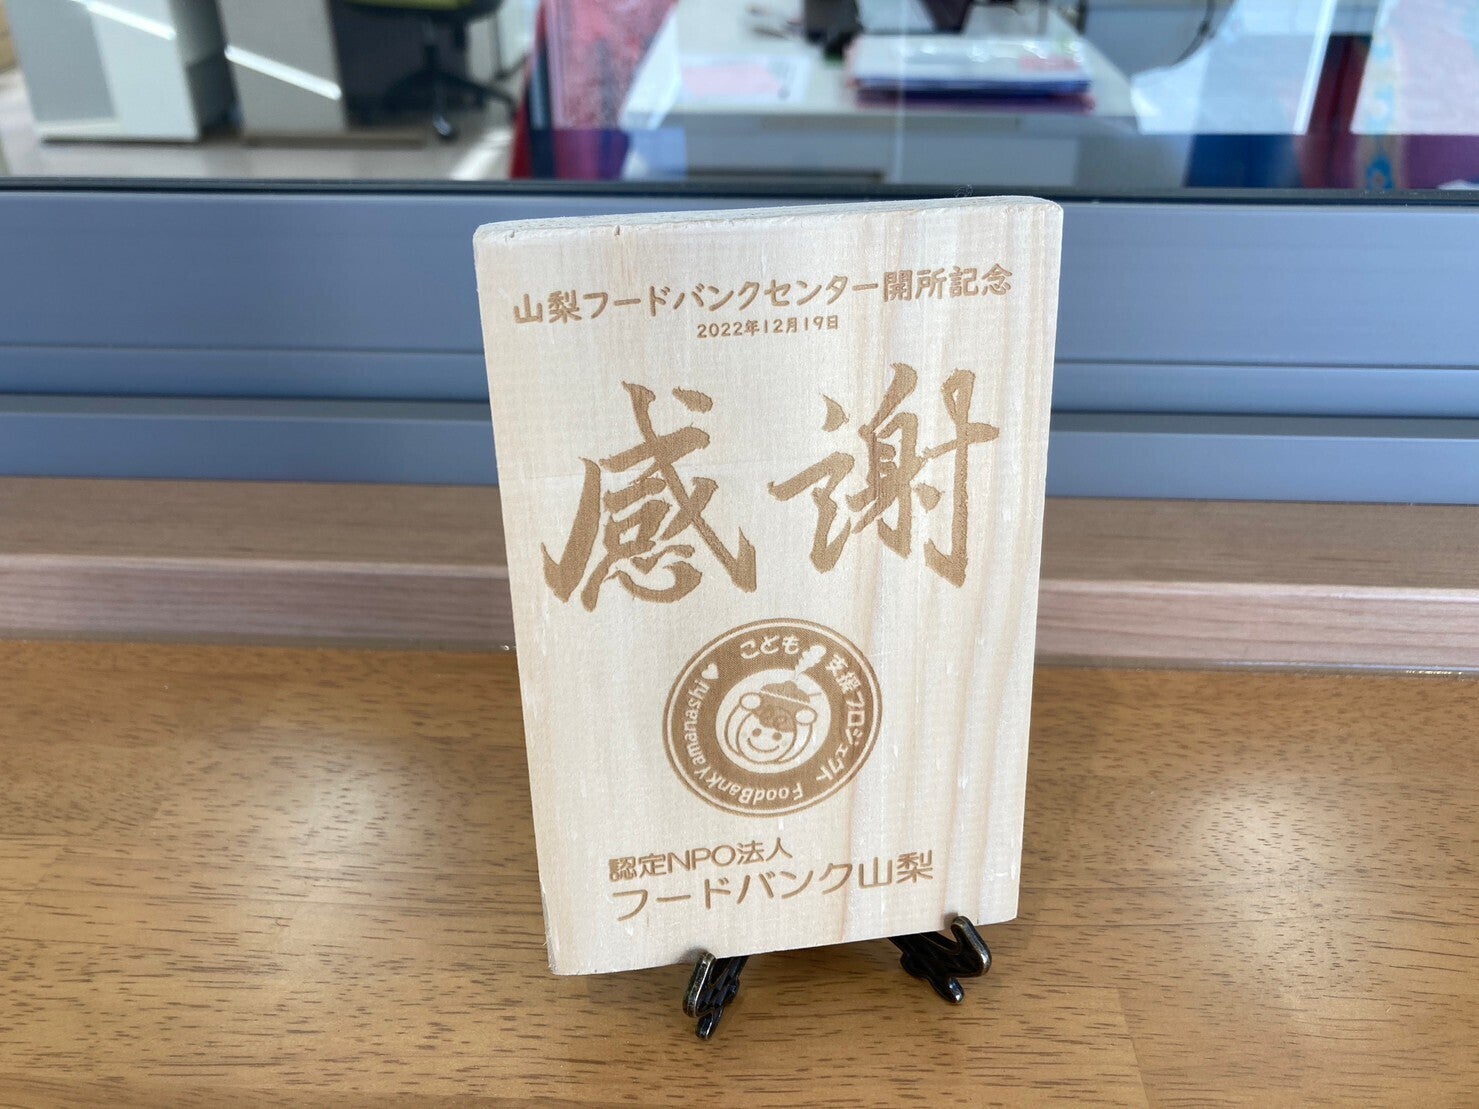 山梨フードバンクセンター開所記念
2022年12月19日
感謝
こども支援プロジェクト
FoodBankYamanashi♥
認定NPO法人
フードバンク山梨